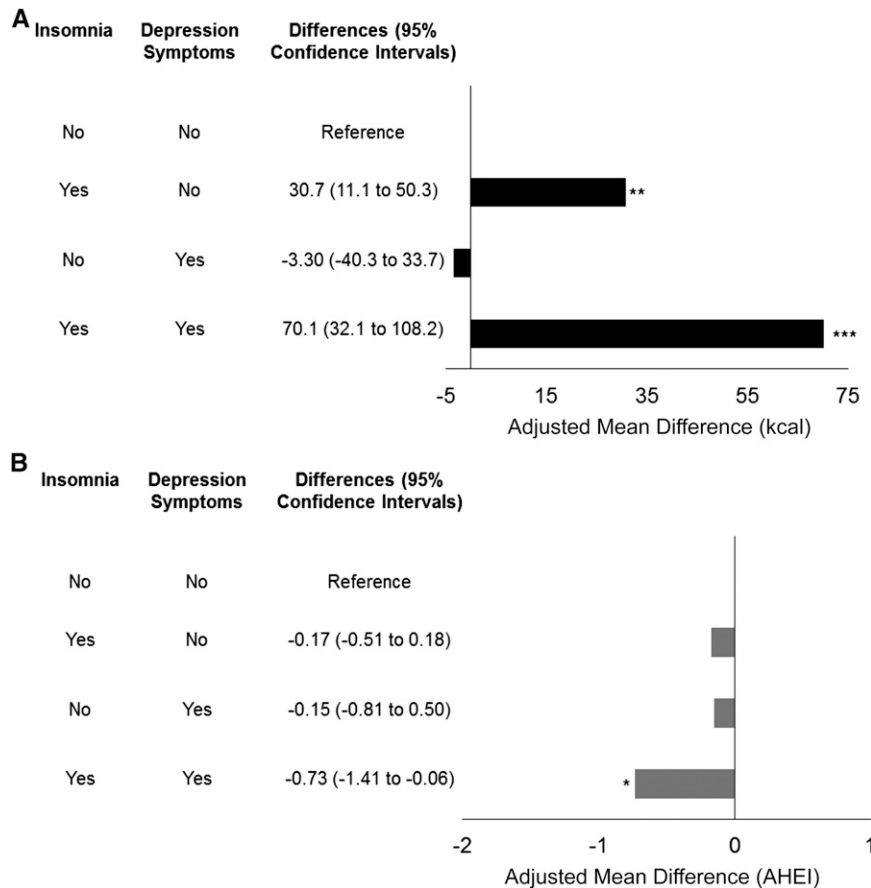 A
Insomnia Depression Differences (95%
Symptoms Confidence Intervals)
No No Reference
Yes No 30.7 (11.1 to 50.3) **
No Yes -3.30 (-40.3 to 33.7)
Yes Yes 70.1 (32.1 to 108.2) ***
-5 15 35 55 75
Adjusted Mean Difference (kcal)
B
Insomnia Depression Differences (95%
Symptoms Confidence Intervals)
No No Reference
Yes No -0.17 (-0.51 to 0.18)
No Yes -0.15 (-0.81 to 0.50)
Yes Yes -0.73 (-1.41 to -0.06) *
-2 -1 0 1
Adjusted Mean Difference (AHEI)